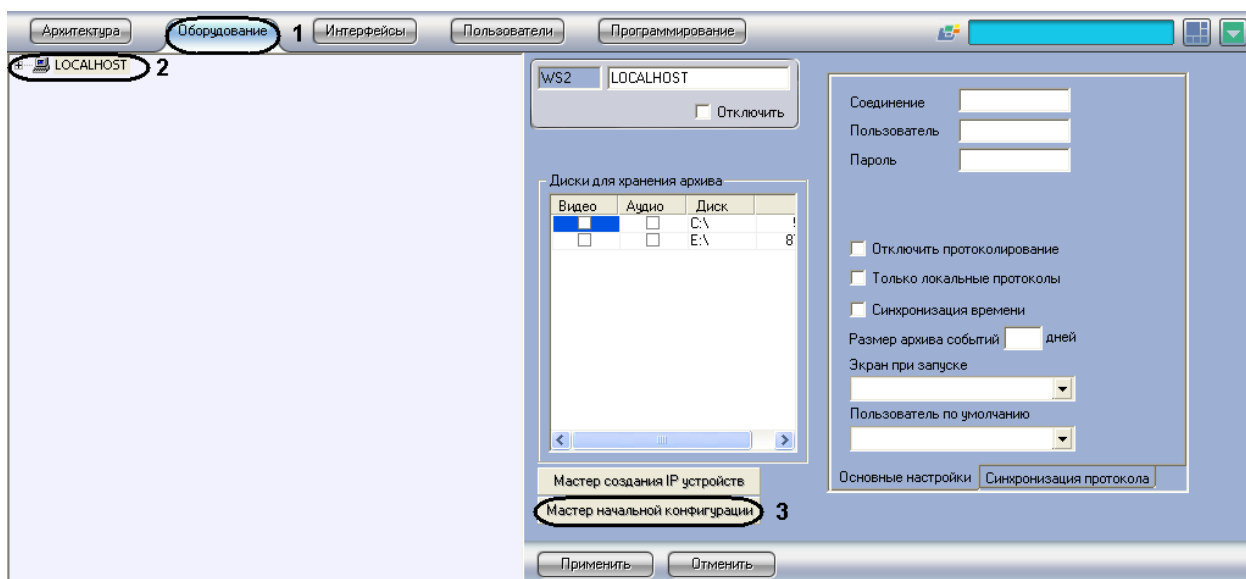 Архитектура Оборудование 1 Интерфейсы Пользователи Программирование
LOCALHOST 2
WS2 LOCALHOST
Отключить
Диски для хранения архива
Видео Аудио Диск
C:\
E:\ 8
Мастер создания IP устройств
Мастер начальной конфигурации 3
Соединение
Пользователь
Пароль
Отключить протоколирование
Только локальные протоколы
Синхронизация времени
Размер архива событий дней
Экран при запуске
Пользователь по умолчанию
Основные настройки Синхронизация протокола
Применить Отменить